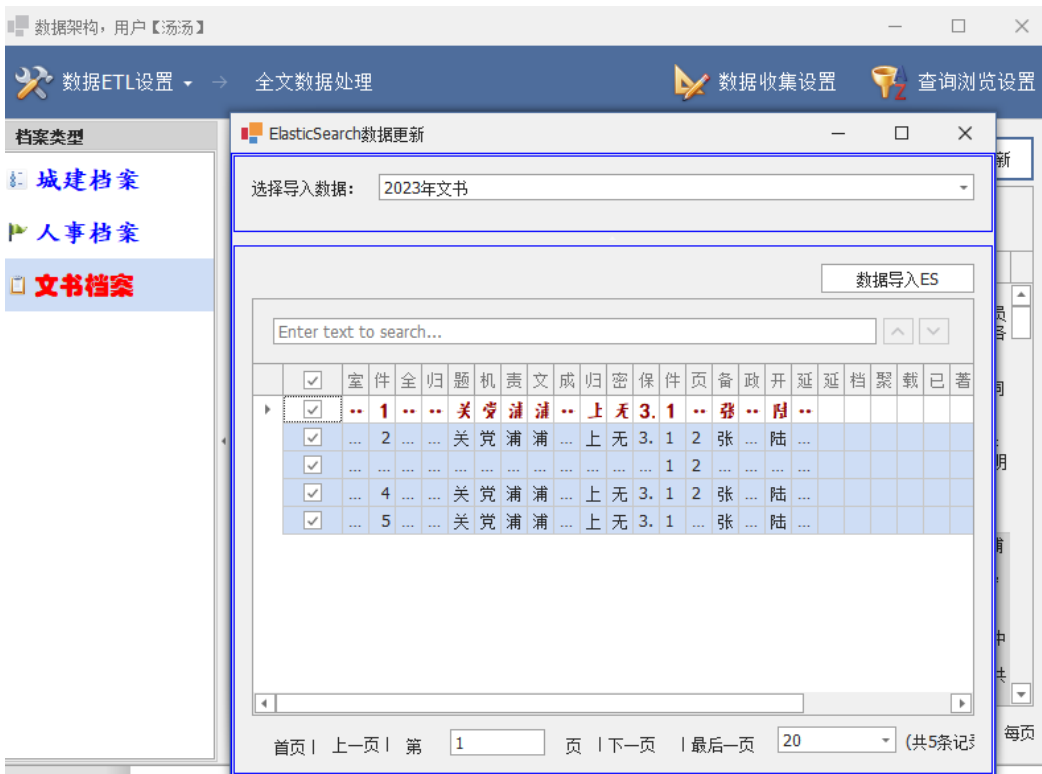 数据架构，用户【汤汤】
数据ETL设置 → 全文数据处理 数据收集设置 查询浏览设置
档案类型
城建档案
人事档案
文书档案
ElasticSearch数据更新
新
选择导入数据： 2023年文书
数据导入ES
Enter text to search...
室 件 全 归 题 机 责 文 成 归 密 保 件 页 备 政 开 延 延 档 聚 载 已 著
.. 1 .. .. 关 党 浦 浦 .. 上 无 3. 1 .. 张 .. 陆 ..
... 2 ... ... 关 党 浦 浦 ... 上 无 3. 1 2 张 ... 陆 ...
... ... ... ... ... ... ... ... ... ... ... ... 1 2 ... ... ... ...
... 4 ... ... 关 党 浦 浦 ... 上 无 3. 1 2 张 ... 陆 ...
... 5 ... ... 关 党 浦 浦 ... 上 无 3. 1 ... 张 ... 陆 ...
首页 | 上一页 | 第 1 页 | 下一页 | 最后一页 20 (共5条记录
每页